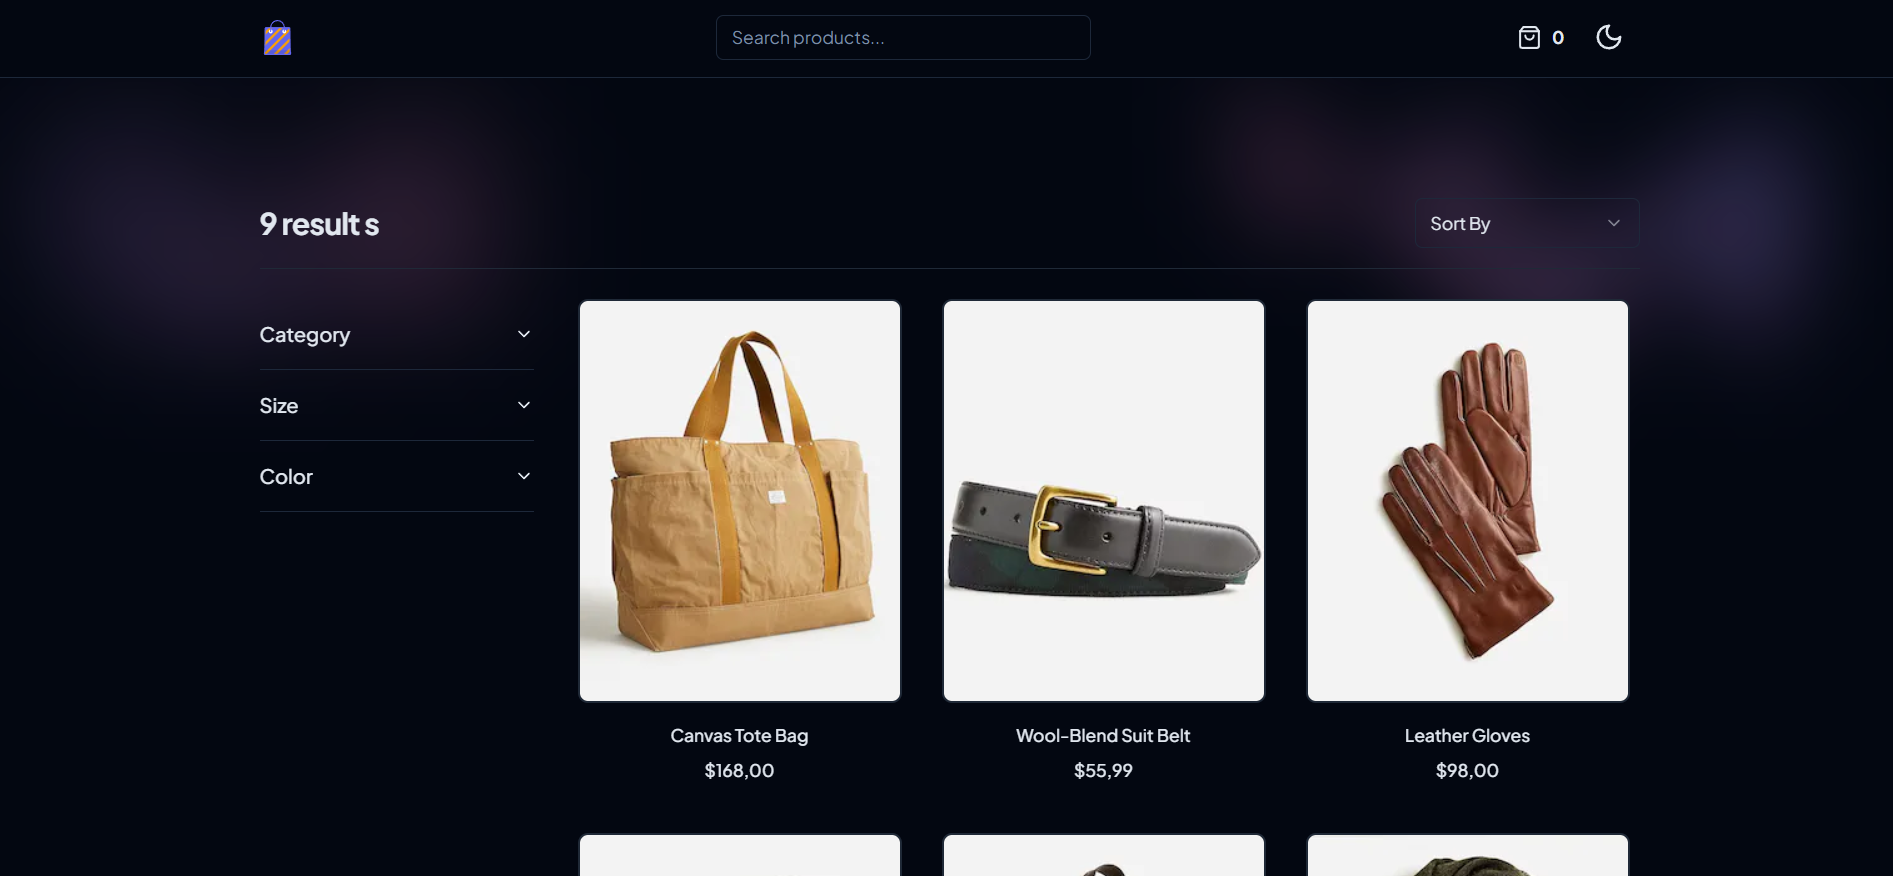 Search products...
0
9 result s
Sort By
Category
Size
Color
Canvas Tote Bag
$168,00
Wool-Blend Suit Belt
$55,99
Leather Gloves
$98,00